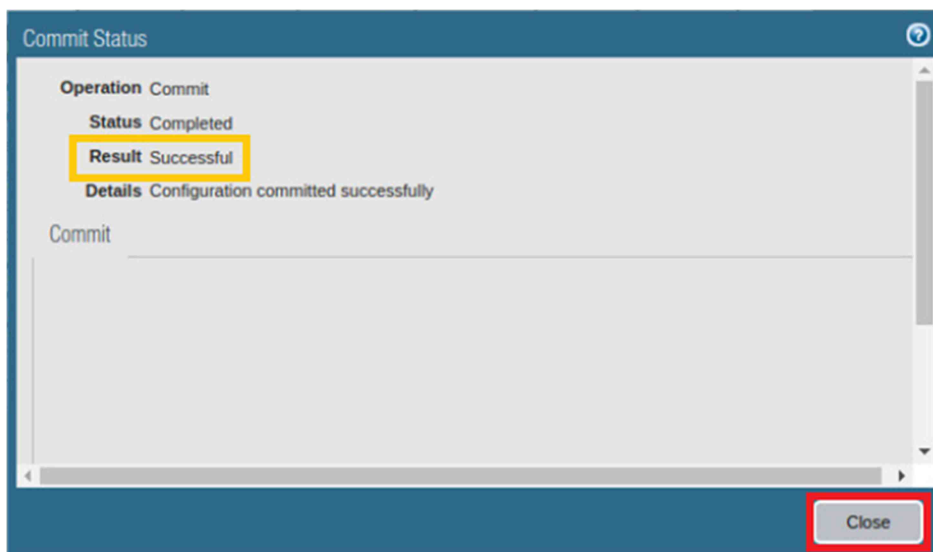 Commit Status
Operation Commit
Status Completed
Result Successful
Details Configuration committed successfully
Commit
Close